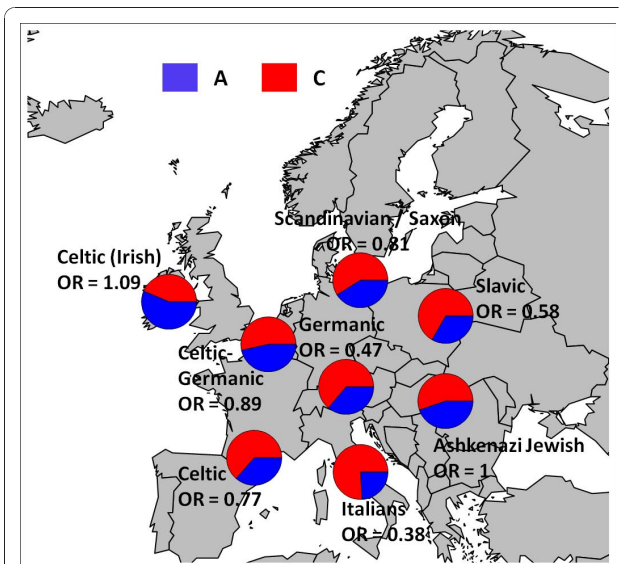 A
C
Scandinavian / Saxon
OR = 0.81
Celtic (Irish)
OR = 1.09
Slavic
OR = 0.58
Germanic
OR = 0.47
Celtic-
Germanic
OR = 0.89
Ashkenazi Jewish
OR = 1
Celtic
OR = 0.77
Italians
OR = 0.38